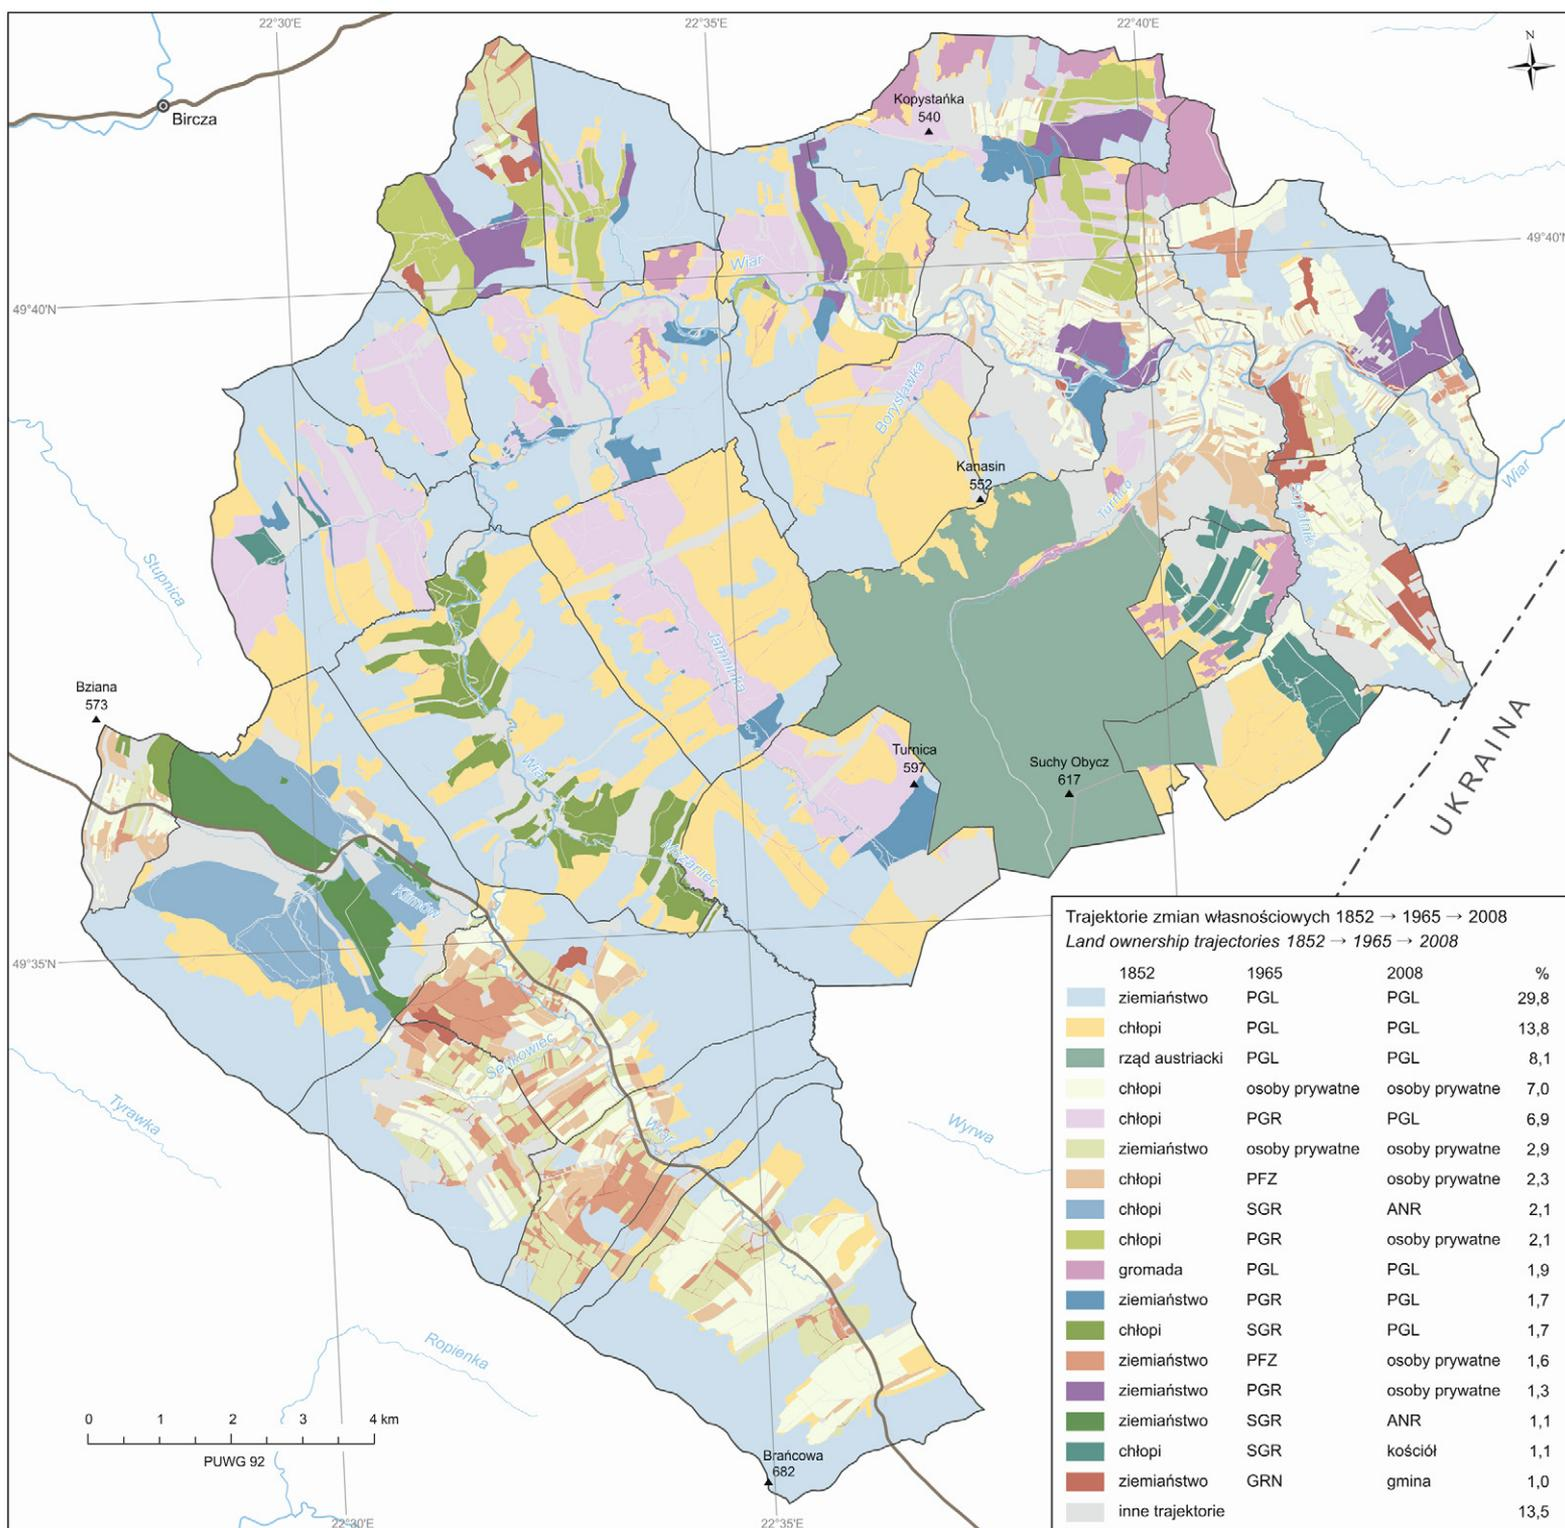 22°30'E
22°35'E
22°40'E
N
Bircza
Kopystańka
540
Wiar
49°40'N
49°40'N
Borysławka
Kanasin
552
Turnica
Wiar
Stupnica
Jamninka
Bziana
573
Turnica
597
Suchy Obycz
617
UKRAINA
Wiar
Mszaniec
Klimów
49°35'N
Sieńkowiec
Tyrawka
Wiar
Wyrwa
Ropienka
0 1 2 3 4 km
PUWG 92
Brańcowa
682
22°30'E
22°35'E
Trajektorie zmian własnościowych 1852 → 1965 → 2008
Land ownership trajectories 1852 → 1965 → 2008
1852 1965 2008 %
ziemiaństwo PGL PGL 29,8
chłopi PGL PGL 13,8
rząd austriacki PGL PGL 8,1
chłopi osoby prywatne osoby prywatne 7,0
chłopi PGR PGL 6,9
ziemiaństwo osoby prywatne osoby prywatne 2,9
chłopi PFZ osoby prywatne 2,3
chłopi SGR ANR 2,1
chłopi PGR osoby prywatne 2,1
gromada PGL PGL 1,9
ziemiaństwo PGR PGL 1,7
chłopi SGR PGL 1,7
ziemiaństwo PFZ osoby prywatne 1,6
ziemiaństwo PGR osoby prywatne 1,3
ziemiaństwo SGR ANR 1,1
chłopi SGR kościół 1,1
ziemiaństwo GRN gmina 1,0
inne trajektorie 13,5